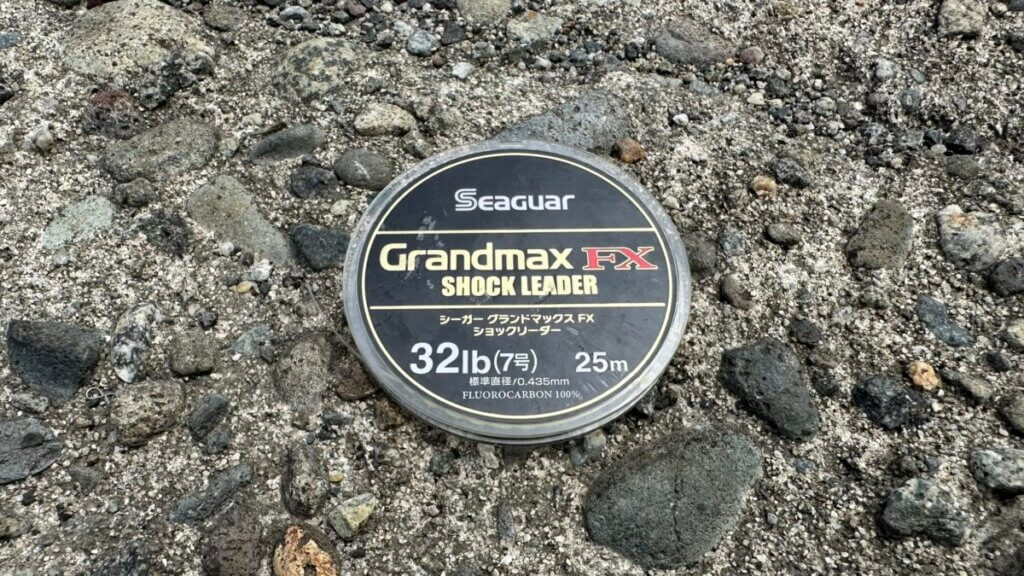 Seaguar
Grandmax FX
SHOCK LEADER
シーガー グランドマックス FX
ショックリーダー
32lb(7号) 25m
標準直径/0.435mm
FLUOROCARBON 100%